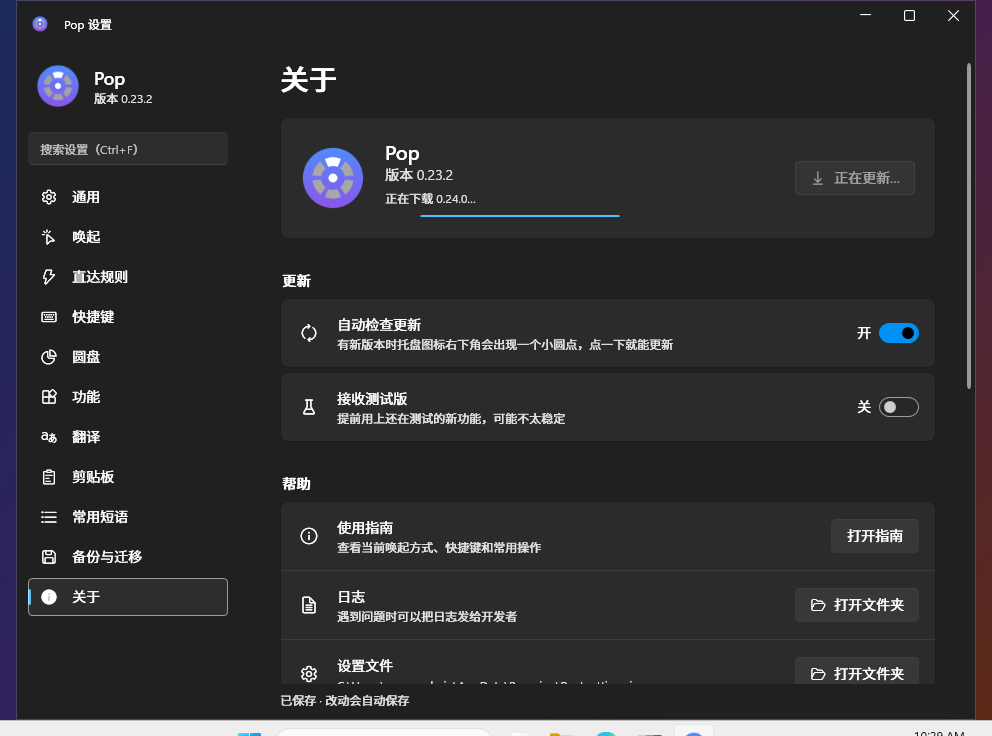 Pop 设置
Pop
版本 0.23.2
搜索设置（Ctrl+F）
通用
唤起
直达规则
快捷键
圆盘
功能
翻译
剪贴板
常用短语
备份与迁移
关于
关于
Pop
版本 0.23.2
正在下载 0.24.0...
正在更新...
更新
自动检查更新
有新版本时托盘图标右下角会出现一个小圆点，点一下就能更新
开
接收测试版
提前用上还在测试的新功能，可能不太稳定
关
帮助
使用指南
查看当前唤起方式、快捷键和常用操作
打开指南
日志
遇到问题时可以把日志发给开发者
打开文件夹
设置文件
打开文件夹
已保存 · 改动会自动保存
10:29 AM